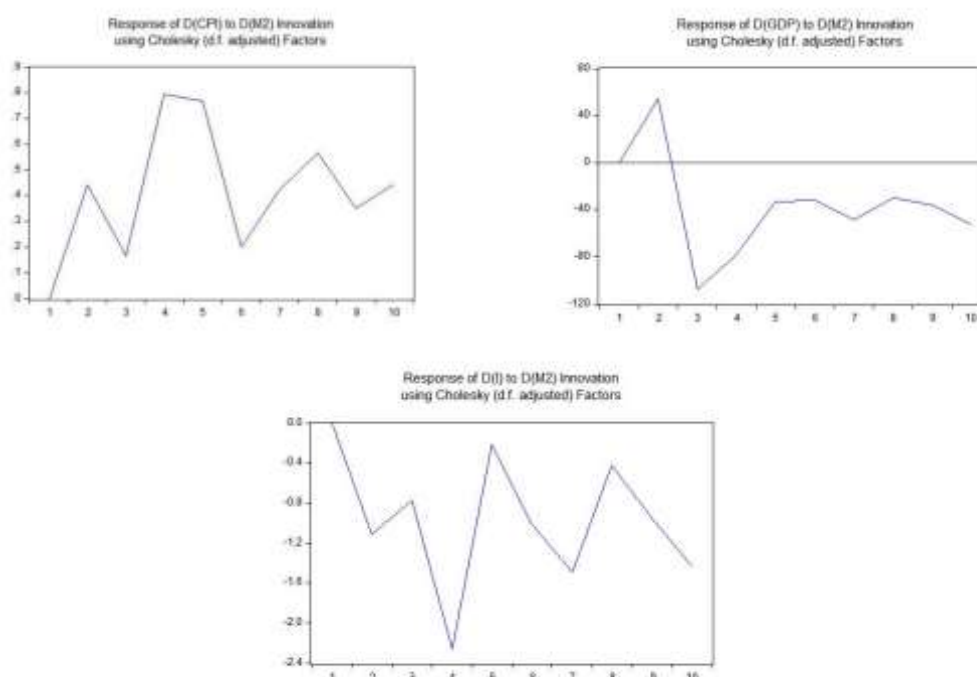 Response of D(CPI) to D(M2) Innovation
using Cholesky (d.f. adjusted) Factors
.9
.8
.7
.6
.5
.4
.3
.2
.1
.0
1 2 3 4 5 6 7 8 9 10
Response of D(GDP) to D(M2) Innovation
using Cholesky (d.f. adjusted) Factors
80
40
0
-40
-80
-120
1 2 3 4 5 6 7 8 9 10
Response of D(I) to D(M2) Innovation
using Cholesky (d.f. adjusted) Factors
0.0
-0.4
-0.8
-1.2
-1.6
-2.0
-2.4
1 2 3 4 5 6 7 8 9 10